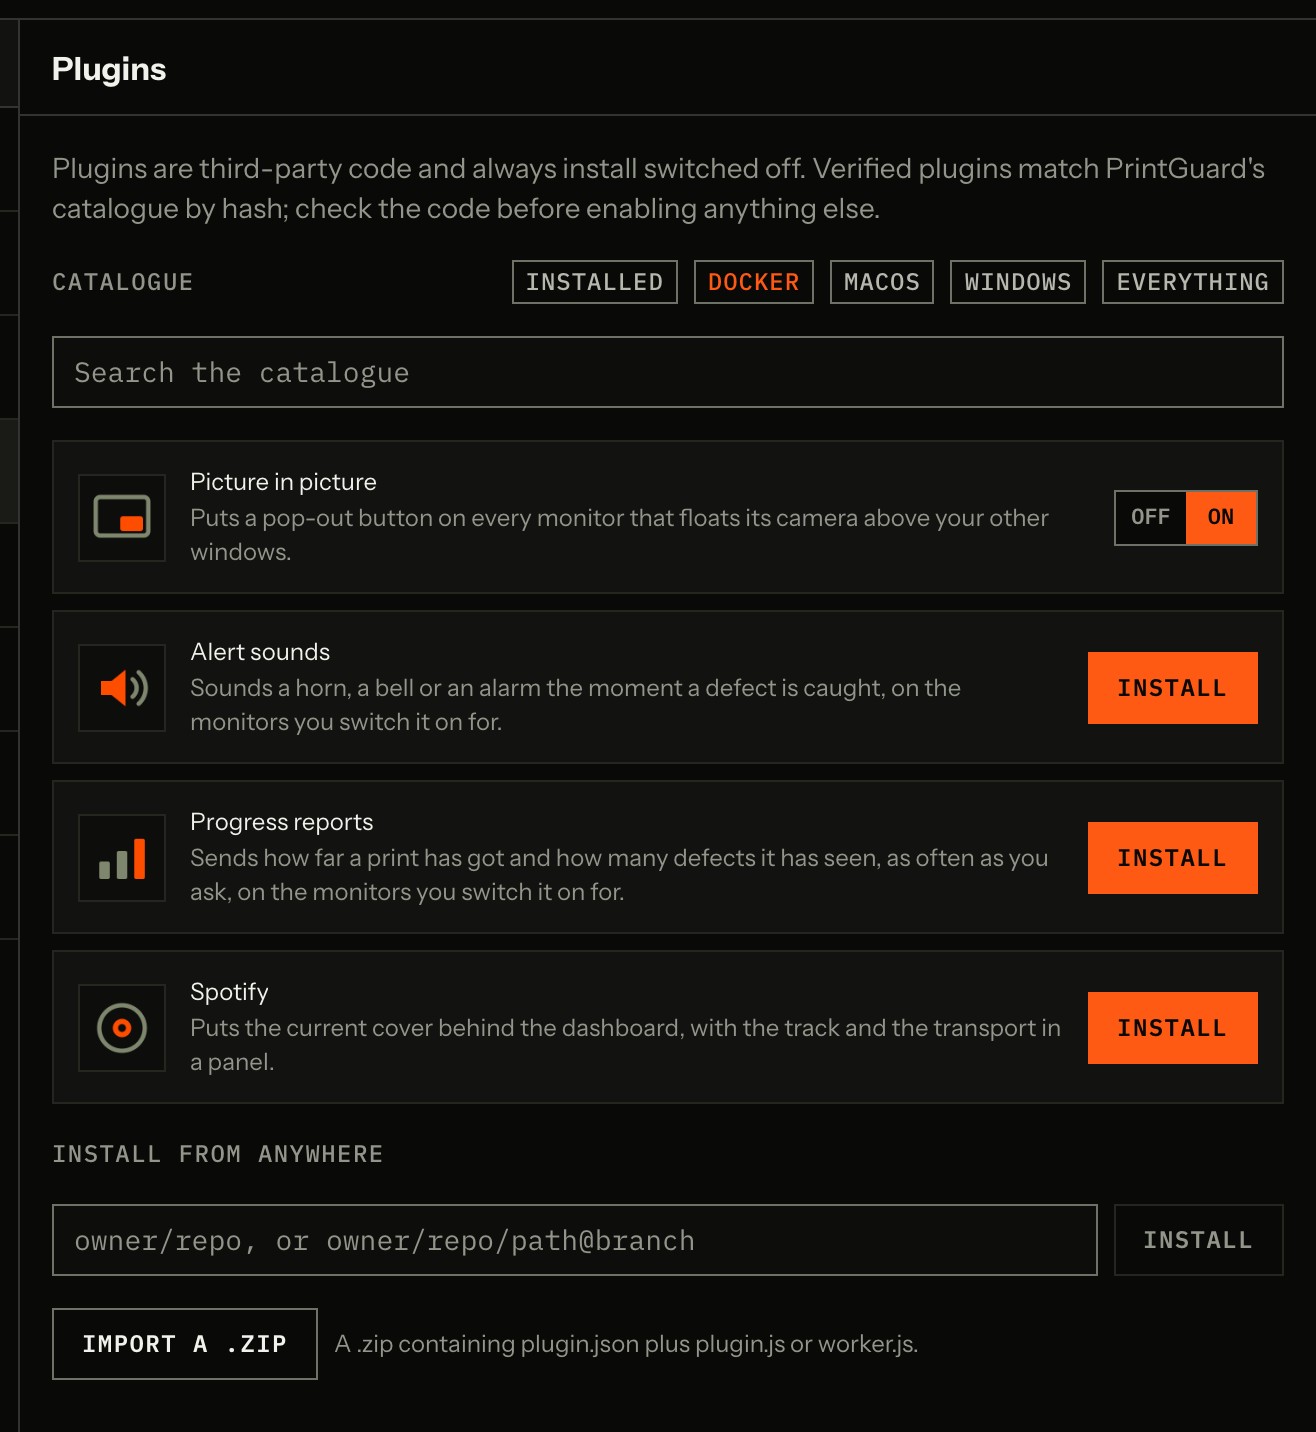 Plugins
Plugins are third-party code and always install switched off. Verified plugins match PrintGuard's
catalogue by hash; check the code before enabling anything else.
CATALOGUE
INSTALLED
DOCKER
MACOS
WINDOWS
EVERYTHING
Search the catalogue
Picture in picture
Puts a pop-out button on every monitor that floats its camera above your other
windows.
OFF
ON
Alert sounds
Sounds a horn, a bell or an alarm the moment a defect is caught, on the
monitors you switch it on for.
INSTALL
Progress reports
Sends how far a print has got and how many defects it has seen, as often as you
ask, on the monitors you switch it on for.
INSTALL
Spotify
Puts the current cover behind the dashboard, with the track and the transport in
a panel.
INSTALL
INSTALL FROM ANYWHERE
owner/repo, or owner/repo/path@branch
INSTALL
IMPORT A .ZIP
A .zip containing plugin.json plus plugin.js or worker.js.